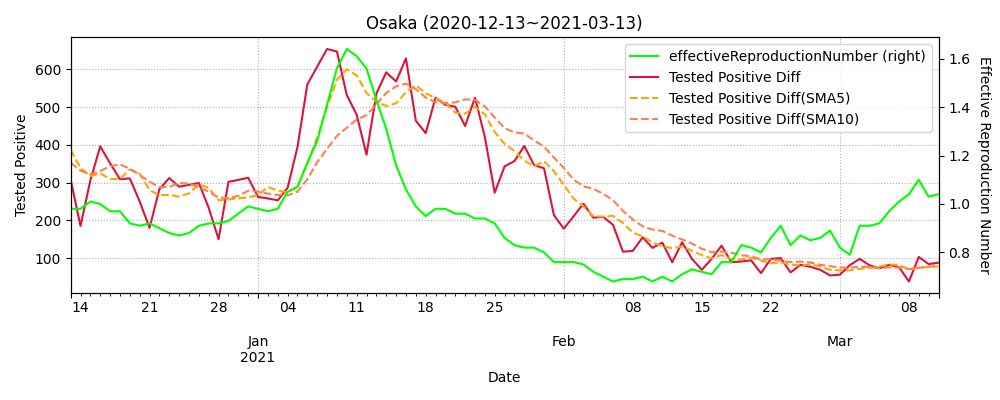 Osaka (2020-12-13~2021-03-13)
effectiveReproductionNumber (right)
Tested Positive Diff
Tested Positive Diff(SMA5)
Tested Positive Diff(SMA10)
Tested Positive
600
500
400
300
200
100
Effective Reproduction Number
1.6
1.4
1.2
1.0
0.8
14 21 28 04 11 18 25 08 15 22 08
Jan Feb Mar
2021
Date